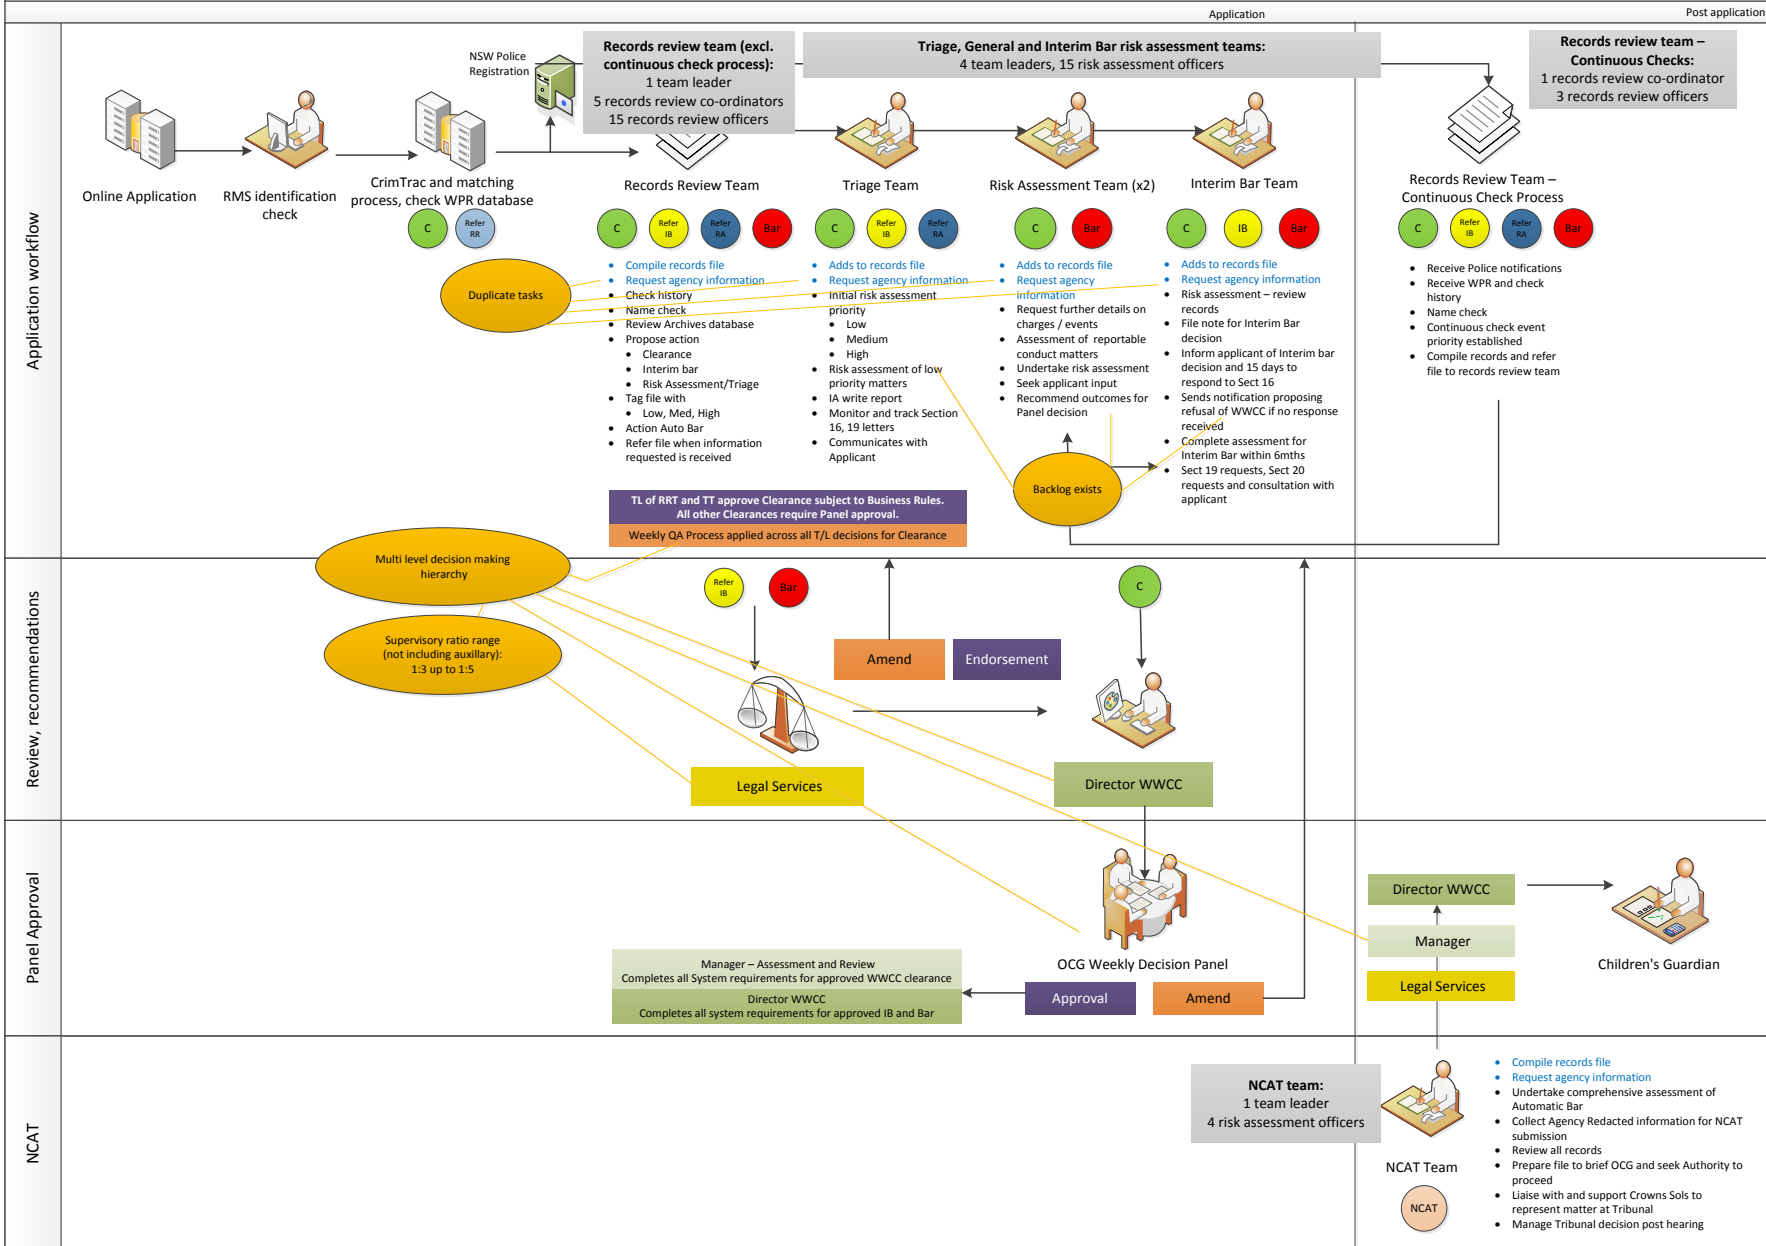 Application
Post application
Application workflow
NSW Police
Registration
Records review team (excl.
continuous check process):
1 team leader
5 records review co-ordinators
15 records review officers
Triage, General and Interim Bar risk assessment teams:
4 team leaders, 15 risk assessment officers
Records review team –
Continuous Checks:
1 records review co-ordinator
3 records review officers
Online Application
RMS identification
check
CrimTrac and matching
process, check WPR database
C
Refer
RR
Records Review Team
C
Refer
IB
Refer
RA
Bar
Triage Team
C
Refer
IB
Refer
RA
Risk Assessment Team (x2)
C
Bar
Interim Bar Team
C
IB
Bar
Records Review Team –
Continuous Check Process
C
Refer
IB
Refer
RA
Bar
Duplicate tasks
• Compile records file
• Request agency information
• Check history
• Name check
• Review Archives database
• Propose action
• Clearance
• Interim bar
• Risk Assessment/Triage
• Tag file with
• Low, Med, High
• Action Auto Bar
• Refer file when information
requested is received
• Adds to records file
• Request agency information
• Initial risk assessment
priority
• Low
• Medium
• High
• Risk assessment of low
priority matters
• IA write report
• Monitor and track Section
16, 19 letters
• Communicates with
Applicant
• Adds to records file
• Request agency
information
• Request further details on
charges / events
• Assessment of reportable
conduct matters
• Undertake risk assessment
• Seek applicant input
• Recommend outcomes for
Panel decision
• Adds to records file
• Request agency information
• Risk assessment – review
records
• File note for Interim Bar
decision
• Inform applicant of Interim bar
decision and 15 days to
respond to Sect 16
• Sends notification proposing
refusal of WWCC if no response
received
• Complete assessment for
Interim Bar within 6mths
• Sect 19 requests, Sect 20
requests and consultation with
applicant
• Receive Police notifications
• Receive WPR and check
history
• Name check
• Continuous check event
priority established
• Compile records and refer
file to records review team
Backlog exists
TL of RRT and TT approve Clearance subject to Business Rules.
All other Clearances require Panel approval.
Weekly QA Process applied across all T/L decisions for Clearance
Review, recommendations
Multi level decision making
hierarchy
Supervisory ratio range
(not including auxillary):
1:3 up to 1:5
Refer
IB
Bar
C
Amend
Endorsement
Legal Services
Director WWCC
Panel Approval
OCG Weekly Decision Panel
Approval
Amend
Manager – Assessment and Review
Completes all System requirements for approved WWCC clearance
Director WWCC
Completes all system requirements for approved IB and Bar
Director WWCC
Manager
Legal Services
Children's Guardian
NCAT
NCAT team:
1 team leader
4 risk assessment officers
NCAT Team
NCAT
• Compile records file
• Request agency information
• Undertake comprehensive assessment of
Automatic Bar
• Collect Agency Redacted information for NCAT
submission
• Review all records
• Prepare file to brief OCG and seek Authority to
proceed
• Liaise with and support Crowns Sols to
represent matter at Tribunal
• Manage Tribunal decision post hearing